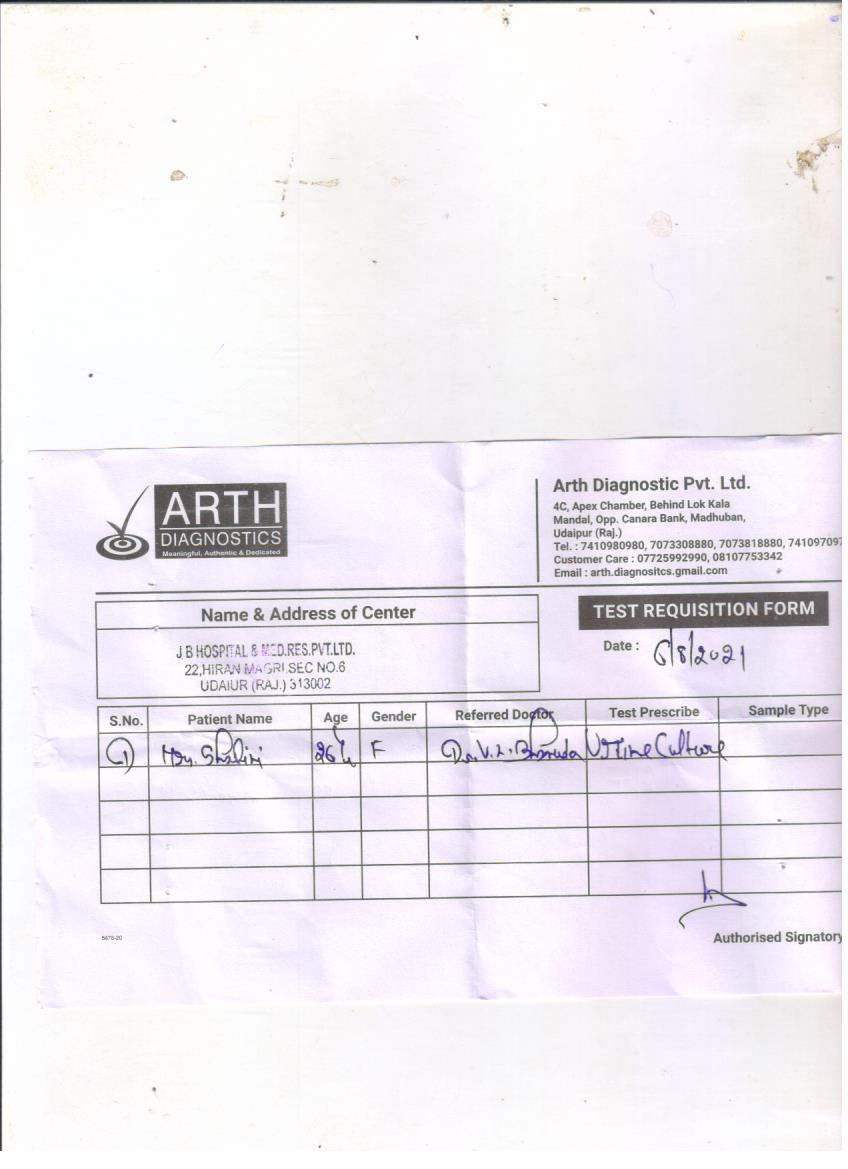 ARTH
DIAGNOSTICS
Meaningful, Authentic & Dedicated
Arth Diagnostic Pvt. Ltd.
4C, Apex Chamber, Behind Lok Kala
Mandal, Opp. Canara Bank, Madhuban,
Udaipur (Raj.)
Tel. : 7410980980, 7073308880, 7073818880, 741097097
Customer Care : 07725992990, 08107753342
Email : arth.diagnositcs.gmail.com
Name & Address of Center
TEST REQUISITION FORM
J B HOSPITAL & MED.RES.PVT.LTD.
22,HIRAN MAGRI,SEC NO.6
UDAIUR (RAJ.) 313002
Date : 6/8/2021
S.No. Patient Name Age Gender Referred Doctor Test Prescribe Sample Type
1 Shalini 26 F Dr. V.L. Urine Culture
5478-20
Authorised Signatory